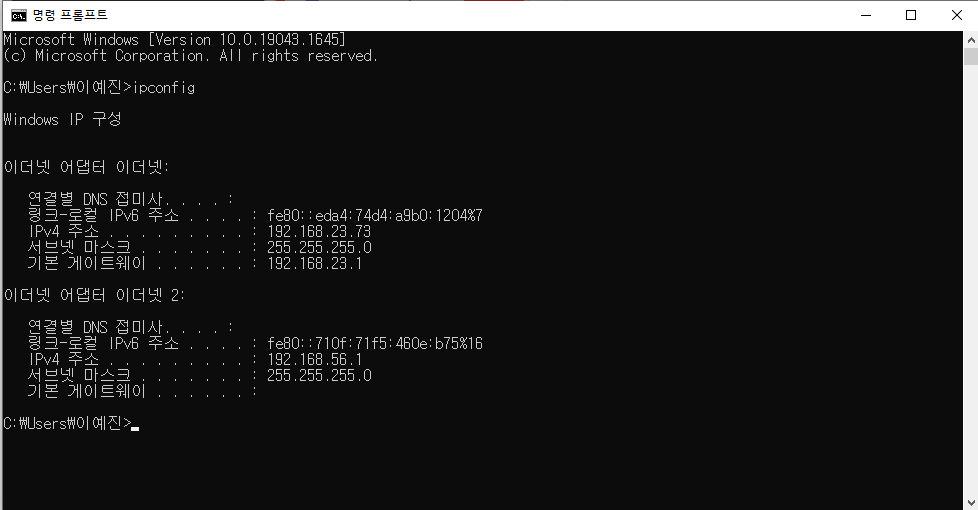 명령 프롬프트
Microsoft Windows [Version 10.0.19043.1645]
(c) Microsoft Corporation. All rights reserved.
C:₩Users₩이예진>ipconfig
Windows IP 구성
이더넷 어댑터 이더넷:
연결별 DNS 접미사. . . . :
링크-로컬 IPv6 주소 . . . . : fe80::eda4:74d4:a9b0:1204%7
IPv4 주소 . . . . . . . . . : 192.168.23.73
서브넷 마스크 . . . . . . . : 255.255.255.0
기본 게이트웨이 . . . . . . : 192.168.23.1
이더넷 어댑터 이더넷 2:
연결별 DNS 접미사. . . . :
링크-로컬 IPv6 주소 . . . . : fe80::710f:71f5:460e:b75%16
IPv4 주소 . . . . . . . . . : 192.168.56.1
서브넷 마스크 . . . . . . . : 255.255.255.0
기본 게이트웨이 . . . . . . :
C:₩Users₩이예진>